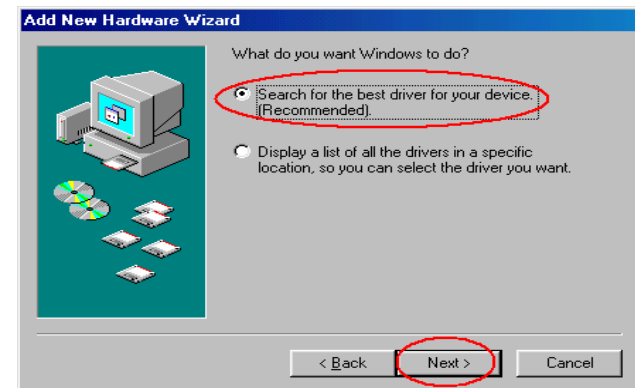 Add New Hardware Wizard
What do you want Windows to do?
Search for the best driver for your device.
(Recommended).
Display a list of all the drivers in a specific
location, so you can select the driver you want.
< Back
Next >
Cancel